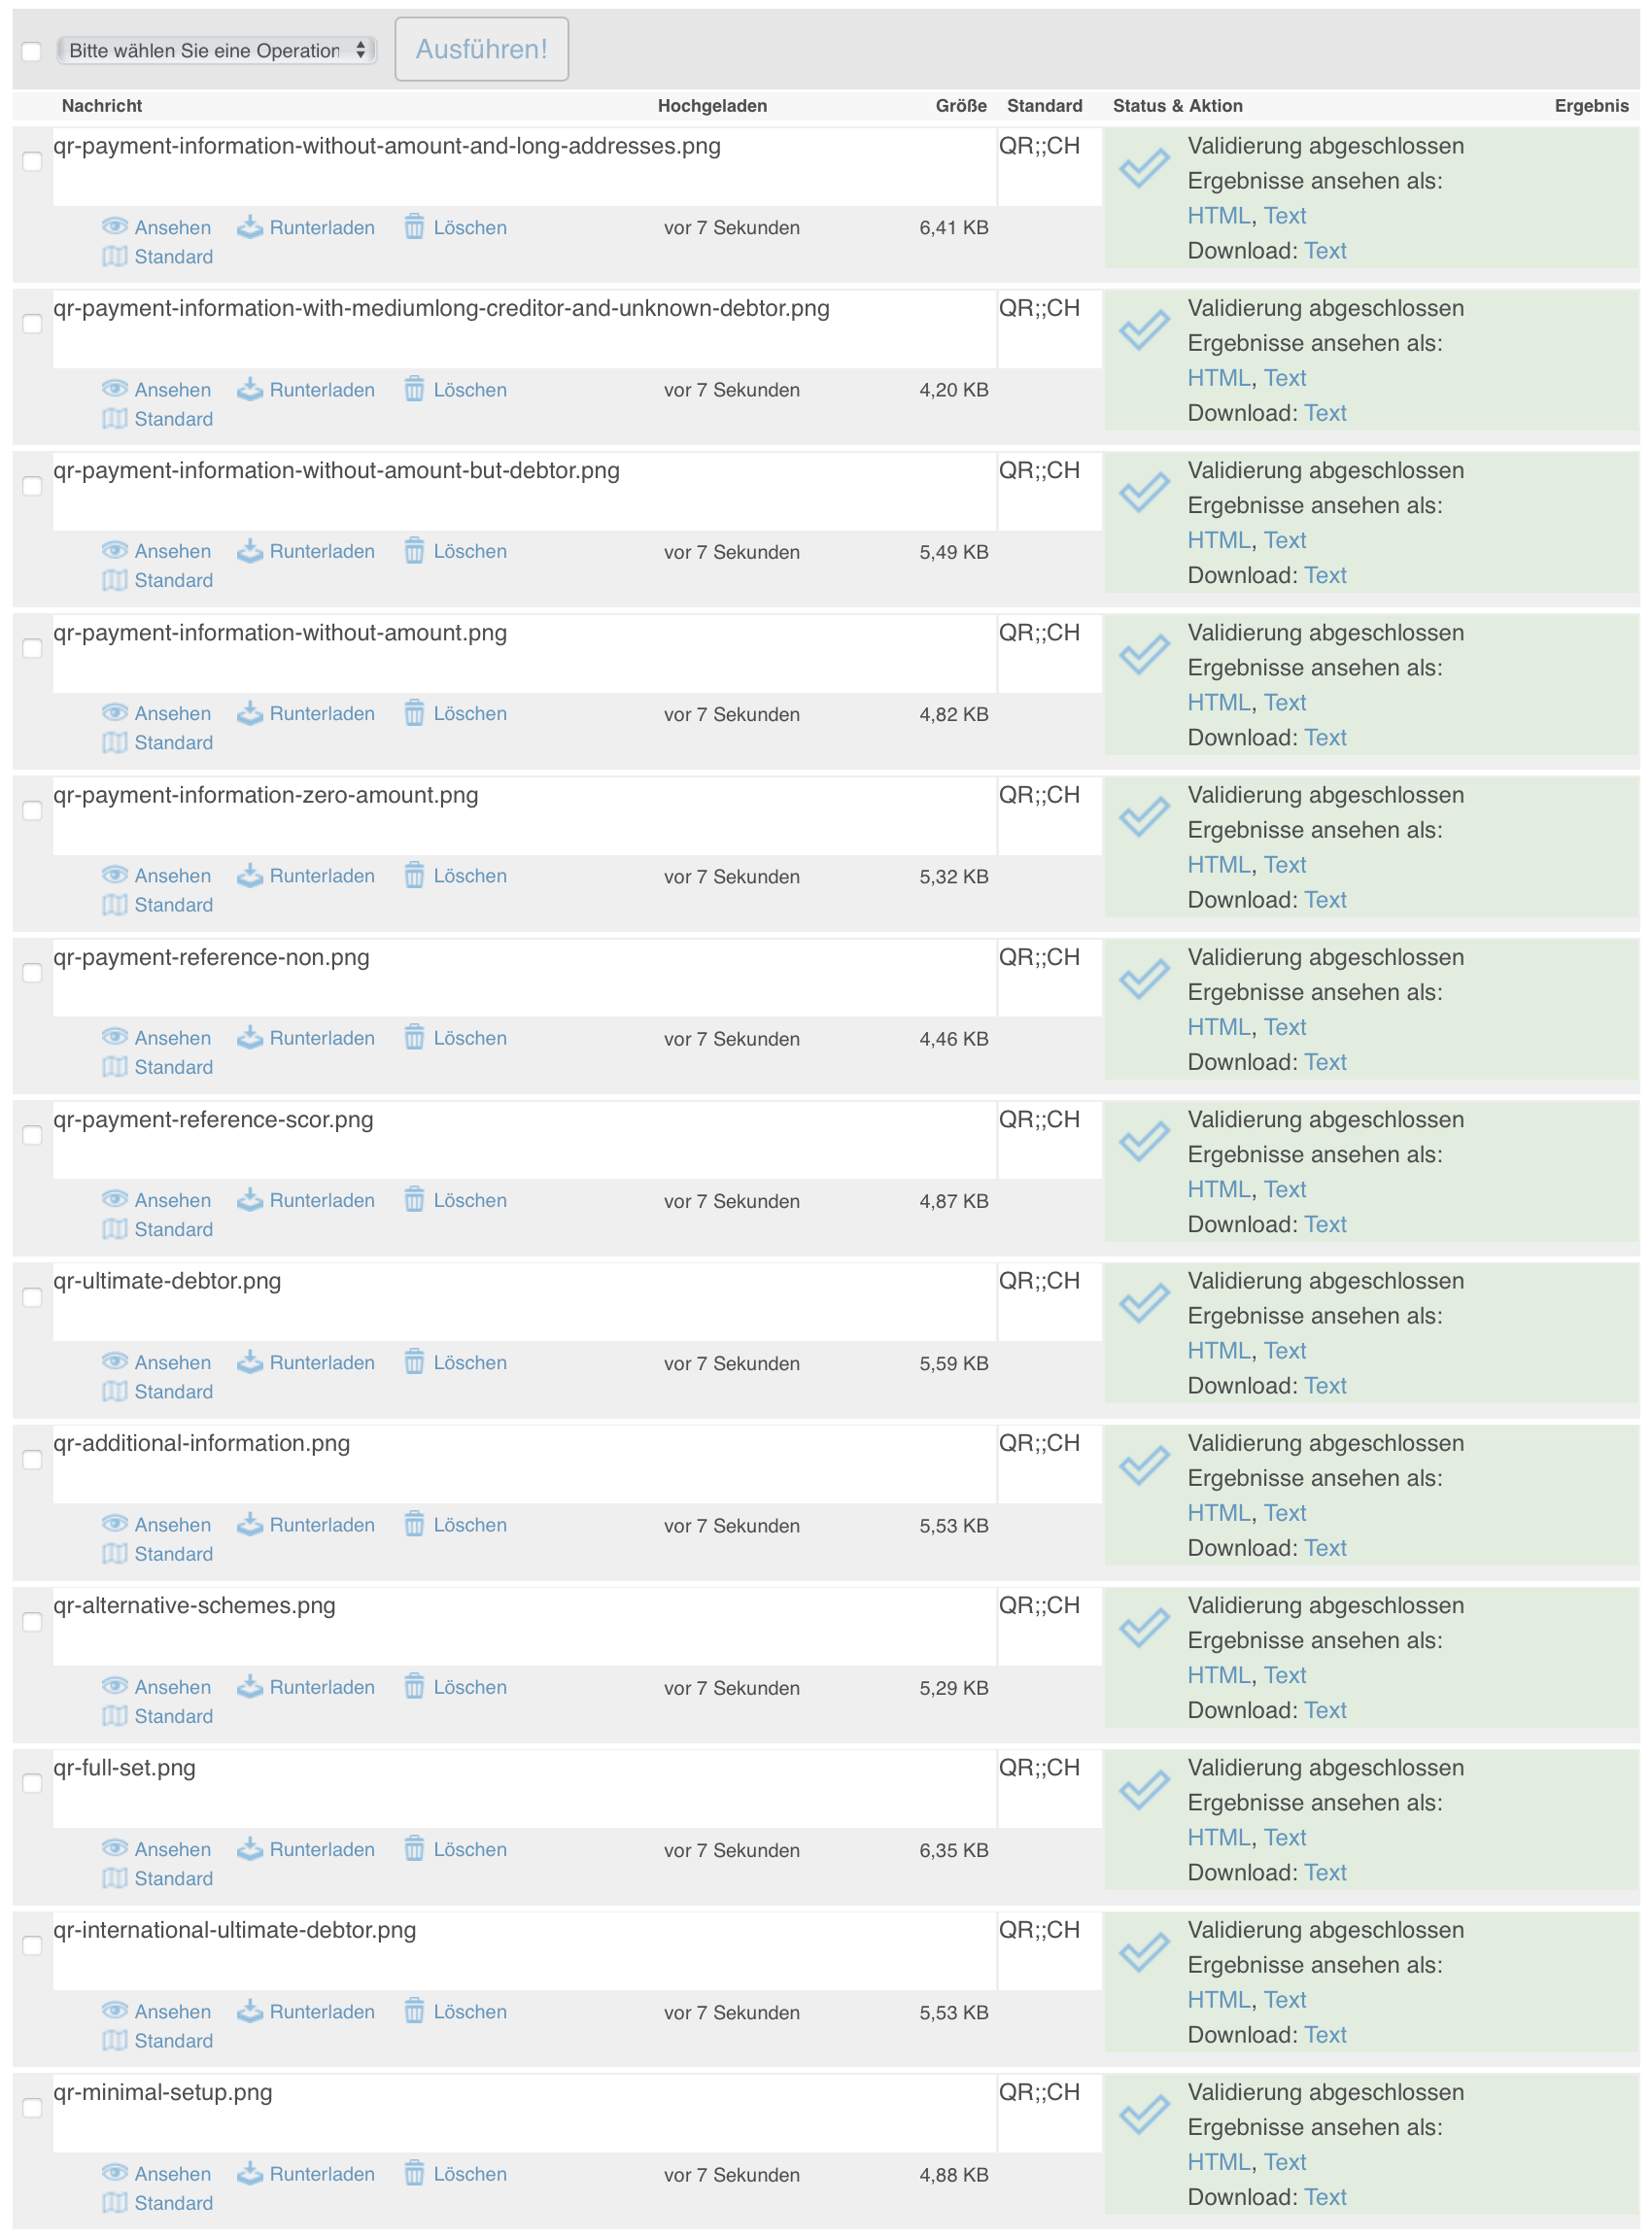 Bitte wählen Sie eine Operation Ausführen!
Nachricht Hochgeladen Größe Standard Status & Aktion Ergebnis
qr-payment-information-without-amount-and-long-addresses.png QR;;CH Validierung abgeschlossen
Ergebnisse ansehen als:
HTML, Text
Ansehen Runterladen Löschen vor 7 Sekunden 6,41 KB
Download: Text
Standard
qr-payment-information-with-mediumlong-creditor-and-unknown-debtor.png QR;;CH Validierung abgeschlossen
Ergebnisse ansehen als:
HTML, Text
Ansehen Runterladen Löschen vor 7 Sekunden 4,20 KB
Download: Text
Standard
qr-payment-information-without-amount-but-debtor.png QR;;CH Validierung abgeschlossen
Ergebnisse ansehen als:
HTML, Text
Ansehen Runterladen Löschen vor 7 Sekunden 5,49 KB
Download: Text
Standard
qr-payment-information-without-amount.png QR;;CH Validierung abgeschlossen
Ergebnisse ansehen als:
HTML, Text
Ansehen Runterladen Löschen vor 7 Sekunden 4,82 KB
Download: Text
Standard
qr-payment-information-zero-amount.png QR;;CH Validierung abgeschlossen
Ergebnisse ansehen als:
HTML, Text
Ansehen Runterladen Löschen vor 7 Sekunden 5,32 KB
Download: Text
Standard
qr-payment-reference-non.png QR;;CH Validierung abgeschlossen
Ergebnisse ansehen als:
HTML, Text
Ansehen Runterladen Löschen vor 7 Sekunden 4,46 KB
Download: Text
Standard
qr-payment-reference-scor.png QR;;CH Validierung abgeschlossen
Ergebnisse ansehen als:
HTML, Text
Ansehen Runterladen Löschen vor 7 Sekunden 4,87 KB
Download: Text
Standard
qr-ultimate-debtor.png QR;;CH Validierung abgeschlossen
Ergebnisse ansehen als:
HTML, Text
Ansehen Runterladen Löschen vor 7 Sekunden 5,59 KB
Download: Text
Standard
qr-additional-information.png QR;;CH Validierung abgeschlossen
Ergebnisse ansehen als:
HTML, Text
Ansehen Runterladen Löschen vor 7 Sekunden 5,53 KB
Download: Text
Standard
qr-alternative-schemes.png QR;;CH Validierung abgeschlossen
Ergebnisse ansehen als:
HTML, Text
Ansehen Runterladen Löschen vor 7 Sekunden 5,29 KB
Download: Text
Standard
qr-full-set.png QR;;CH Validierung abgeschlossen
Ergebnisse ansehen als:
HTML, Text
Ansehen Runterladen Löschen vor 7 Sekunden 6,35 KB
Download: Text
Standard
qr-international-ultimate-debtor.png QR;;CH Validierung abgeschlossen
Ergebnisse ansehen als:
HTML, Text
Ansehen Runterladen Löschen vor 7 Sekunden 5,53 KB
Download: Text
Standard
qr-minimal-setup.png QR;;CH Validierung abgeschlossen
Ergebnisse ansehen als:
HTML, Text
Ansehen Runterladen Löschen vor 7 Sekunden 4,88 KB
Download: Text
Standard